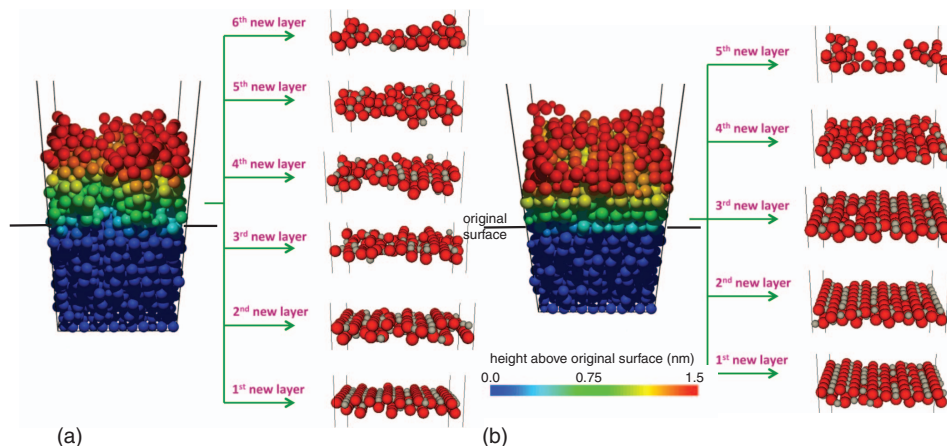 6th new layer
5th new layer
4th new layer
3rd new layer
2nd new layer
1st new layer
(a)
original
surface
5th new layer
4th new layer
3rd new layer
2nd new layer
1st new layer
height above original surface (nm)
0.0 0.75 1.5
(b)